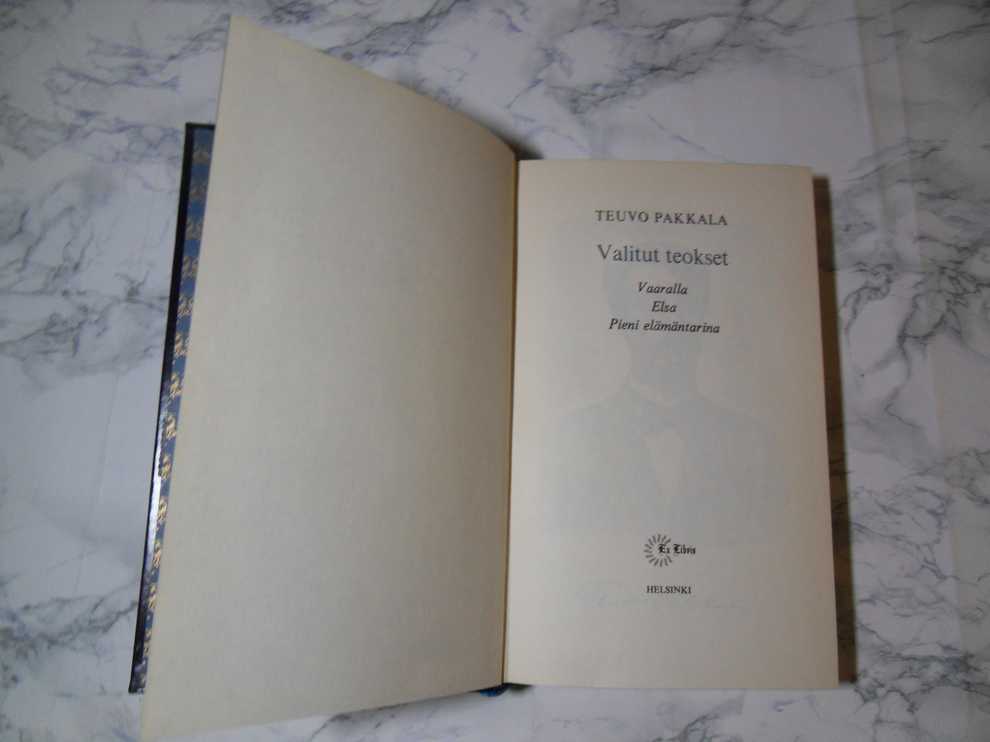 TEUVO PAKKALA
Valitut teokset
Vaaralla
Elsa
Pieni elämäntarina
Ex Libris
HELSINKI